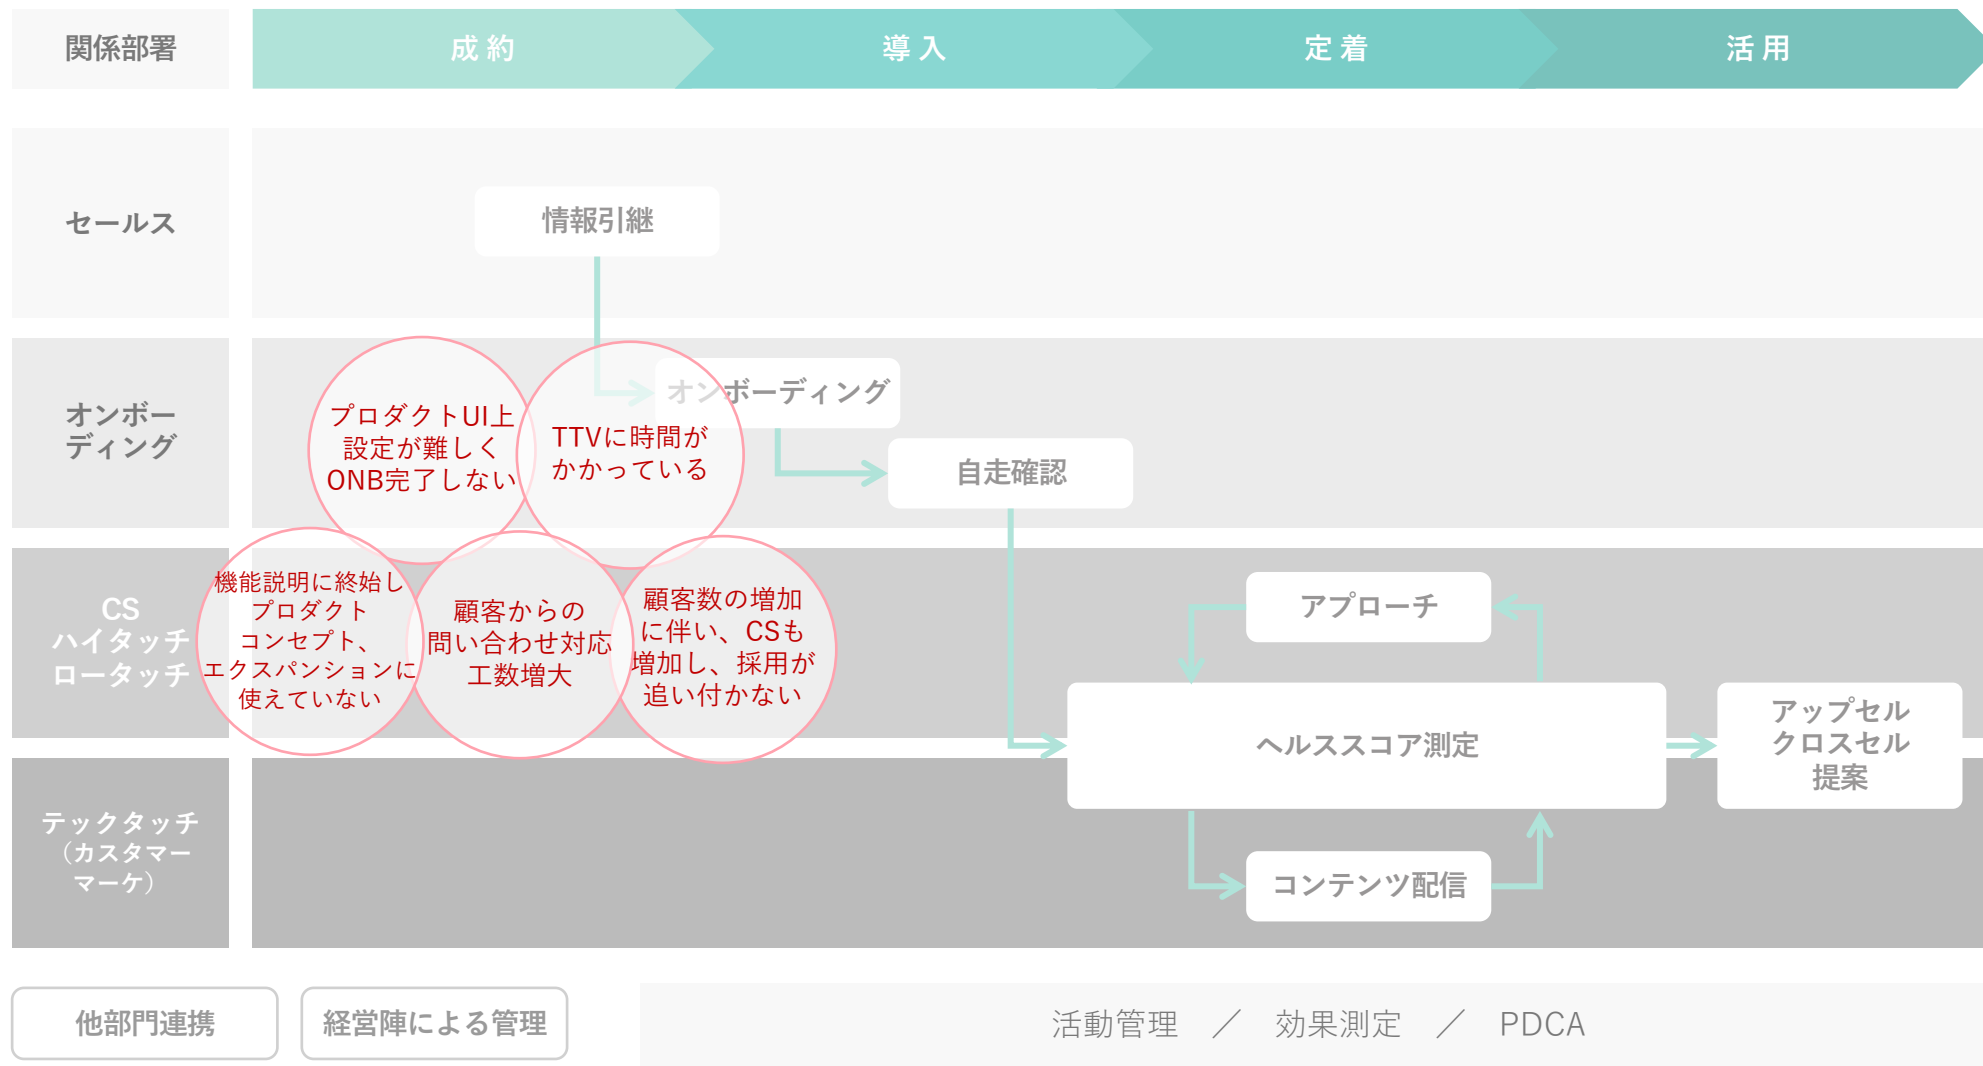 関係部署
成約
導入
定着
活用
セールス
情報引継
オンボー
ディング
プロダクトUI上
設定が難しく
ONB完了しない
TTVに時間が
かかっている
オンボーディング
自走確認
CS
ハイタッチ
ロータッチ
機能説明に終始し
プロダクト
コンセプト、
エクスパンションに
使えていない
顧客からの
問い合わせ対応
工数増大
顧客数の増加
に伴い、CSも
増加し、採用が
追い付かない
アプローチ
ヘルススコア測定
アップセル
クロスセル
提案
テックタッチ
（カスタマー
マーケ）
コンテンツ配信
他部門連携
経営陣による管理
活動管理 ／ 効果測定 ／ PDCA